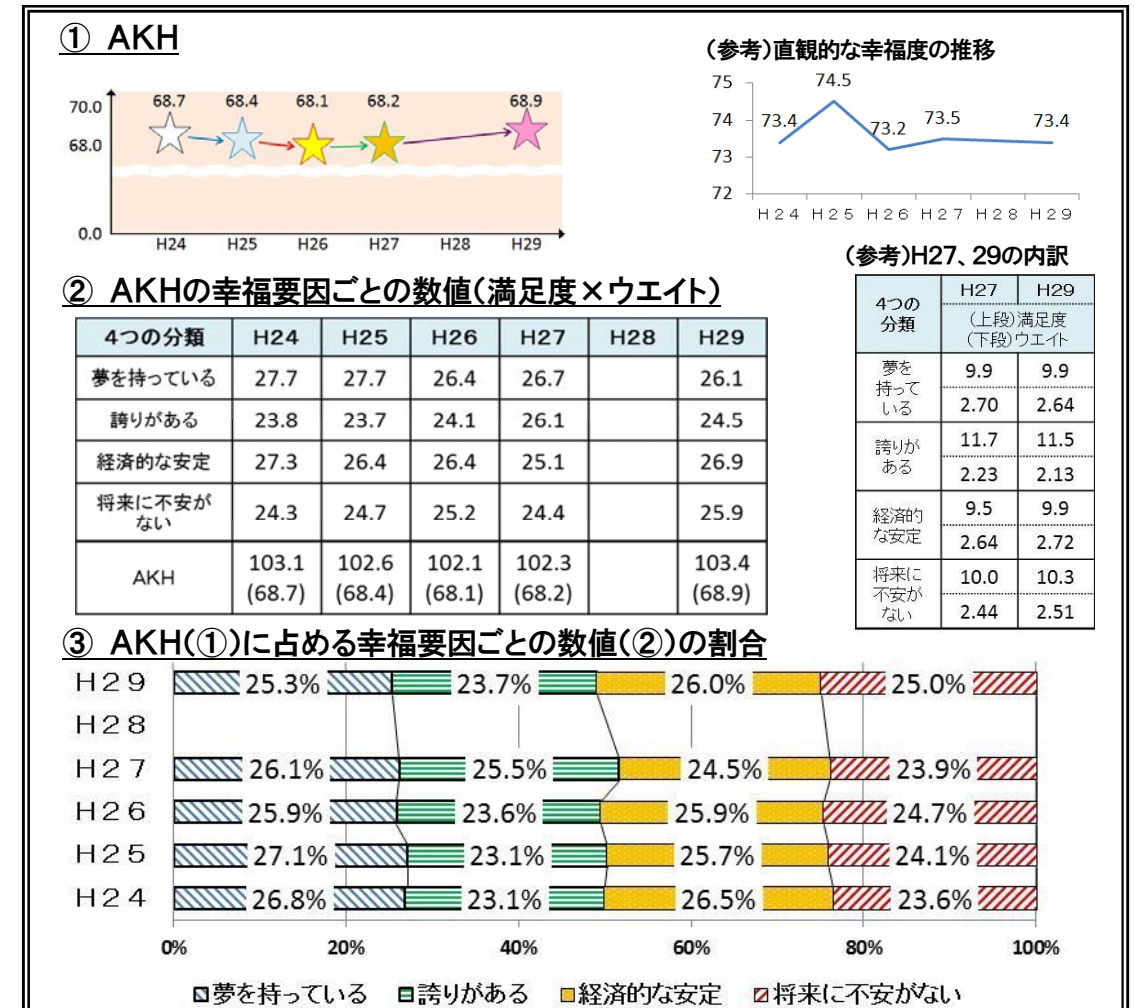 ① AKH
70.0
68.0
0.0
68.7 68.4 68.1 68.2 68.9
H24 H25 H26 H27 H28 H29
(参考)直観的な幸福度の推移
75
74
73
72
73.4 74.5 73.2 73.5 73.4
H24 H25 H26 H27 H28 H29
② AKHの幸福要因ごとの数値(満足度×ウエイト)
4つの分類 H24 H25 H26 H27 H28 H29
夢を持っている 27.7 27.7 26.4 26.7 26.1
誇りがある 23.8 23.7 24.1 26.1 24.5
経済的な安定 27.3 26.4 26.4 25.1 26.9
将来に不安が
ない 24.3 24.7 25.2 24.4 25.9
AKH 103.1 102.6 102.1 102.3 103.4
(68.7) (68.4) (68.1) (68.2) (68.9)
(参考)H27、29の内訳
4つの
分類
H27 H29
(上段)満足度
(下段)ウエイト
夢を
持って
いる
9.9 9.9
2.70 2.64
誇りが
ある
11.7 11.5
2.23 2.13
経済的
な安定
9.5 9.9
2.64 2.72
将来に
不安が
ない
10.0 10.3
2.44 2.51
③ AKH(①)に占める幸福要因ごとの数値(②)の割合
H29 25.3% 23.7% 26.0% 25.0%
H28
H27 26.1% 25.5% 24.5% 23.9%
H26 25.9% 23.6% 25.9% 24.7%
H25 27.1% 23.1% 25.7% 24.1%
H24 26.8% 23.1% 26.5% 23.6%
0% 20% 40% 60% 80% 100%
夢を持っている 誇りがある 経済的な安定 将来に不安がない